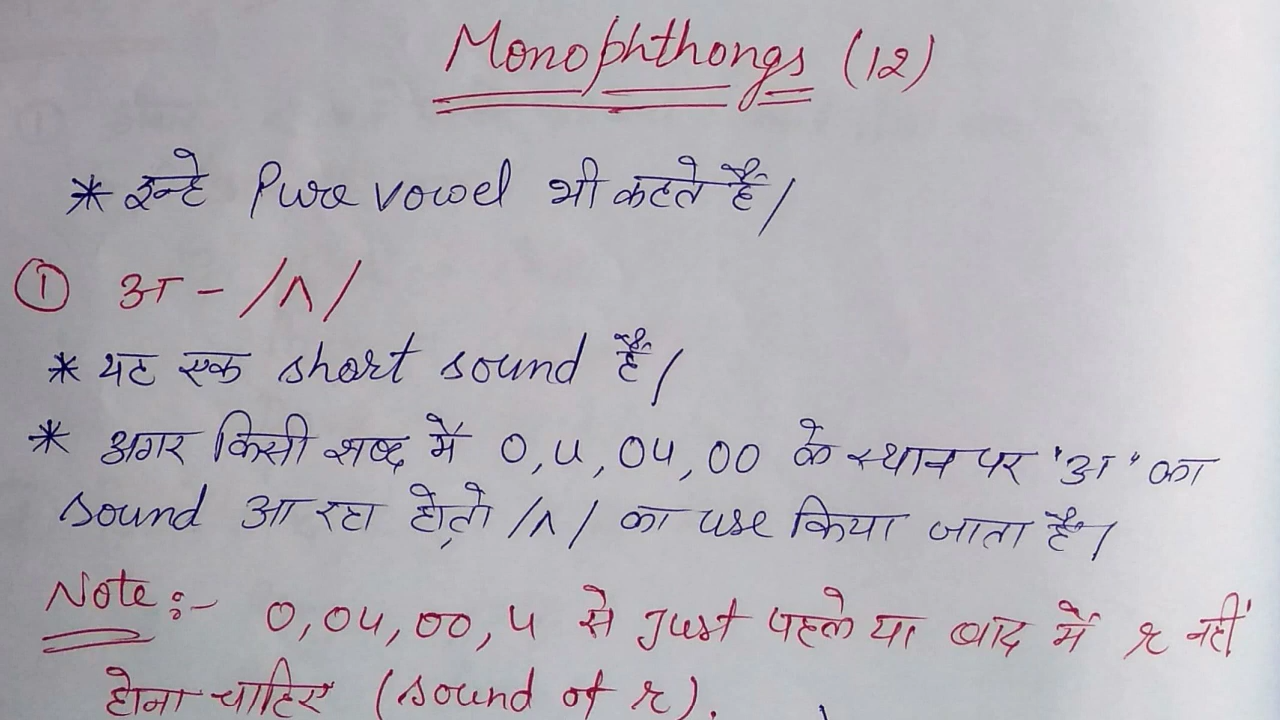 Monophthongs (12)
* इन्हे Pure vowel भी कहते है।
① अ - /ʌ/
* यह एक short sound है।
* अगर किसी शब्द में o, u, ou, oo के स्थान पर 'अ' का
sound आ रहा हो, तो /ʌ/ का use किया जाता है।
Note :- o, ou, oo, u से Just पहले या बाद में r नहीं
होना चाहिए (sound of r).